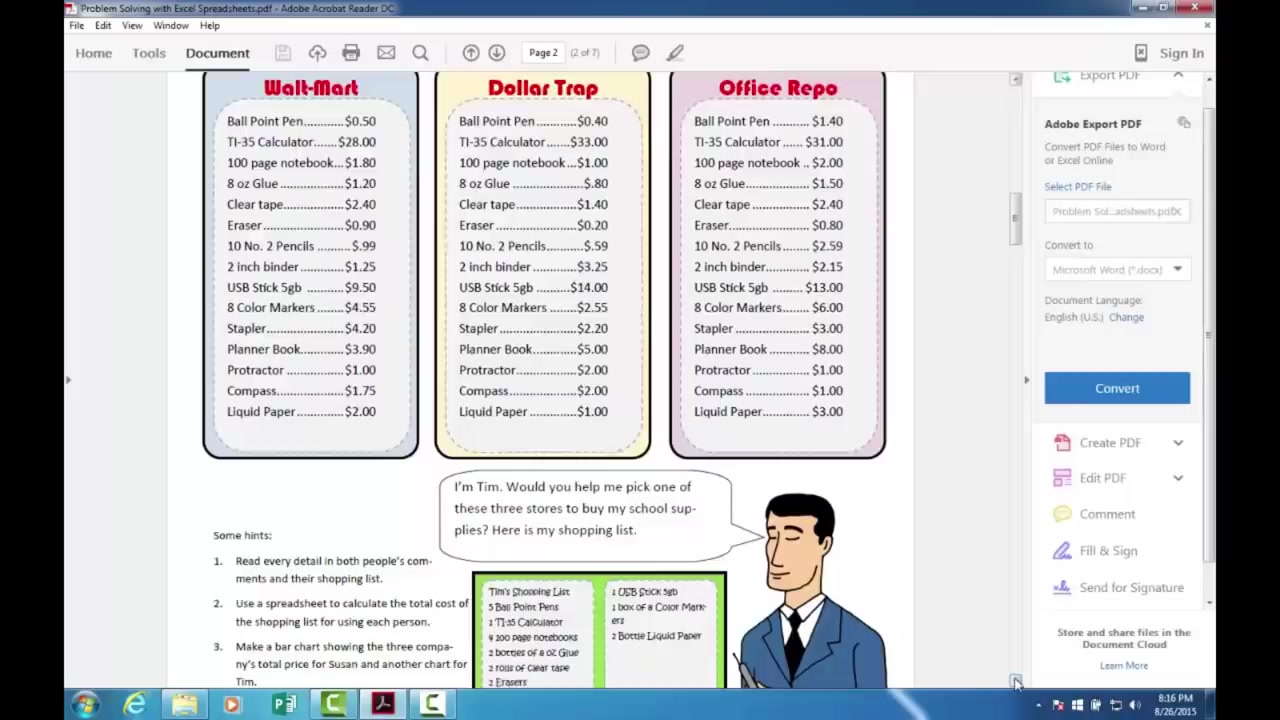 Problem Solving with Excel Spreadsheets.pdf - Adobe Acrobat Reader DC
File Edit View Window Help
Home Tools Document Page 2 (2 of 7) Sign In
Walt-Mart
Ball Point Pen...........$0.50
TI-35 Calculator.......$28.00
100 page notebook...$1.80
8 oz Glue ..................$1.20
Clear tape.................$2.40
Eraser .......................$0.90
10 No. 2 Pencils ........$.99
2 inch binder............$1.25
USB Stick 5gb ..........$9.50
8 Color Markers .......$4.55
Stapler......................$4.20
Planner Book............$3.90
Protractor ................$1.00
Compass...................$1.75
Liquid Paper.............$2.00
Dollar Trap
Ball Point Pen ...........$0.40
TI-35 Calculator .......$33.00
100 page notebook...$1.00
8 oz Glue ..................$.80
Clear tape.................$1.40
Eraser .......................$0.20
10 No. 2 Pencils........$.59
2 inch binder............$3.25
USB Stick 5gb ..........$14.00
8 Color Markers .......$2.55
Stapler......................$2.20
Planner Book............$5.00
Protractor.................$2.00
Compass...................$2.00
Liquid Paper.............$1.00
Office Repo
Ball Point Pen .......... $1.40
TI-35 Calculator ...... $31.00
100 page notebook .. $2.00
8 oz Glue.................. $1.50
Clear tape ................ $2.40
Eraser....................... $0.80
10 No. 2 Pencils ....... $2.59
2 inch binder............ $2.15
USB Stick 5gb .......... $13.00
8 Color Markers....... $6.00
Stapler ..................... $3.00
Planner Book ........... $8.00
Protractor ................ $1.00
Compass .................. $1.00
Liquid Paper............. $3.00
I'm Tim. Would you help me pick one of
these three stores to buy my school sup-
plies? Here is my shopping list.
Some hints:
1. Read every detail in both people's com-
ments and their shopping list.
2. Use a spreadsheet to calculate the total cost of
the shopping list for using each person.
3. Make a bar chart showing the three compa-
ny's total price for Susan and another chart for
Tim.
Tim's Shopping List
5 Ball Point Pens
1 TI-35 Calculator
4 100 page notebooks
2 bottles of 8 oz Glue
2 rolls of clear tape
2 Erasers
1 USB Stick 5gb
1 box of 8 Color Mark-
ers
2 Bottle Liquid Paper
Export PDF
Adobe Export PDF
Convert PDF Files to Word
or Excel Online
Select PDF File
Problem Sol...adsheets.pdf
Convert to
Microsoft Word (*.docx)
Document Language:
English (U.S.) Change
Convert
Create PDF
Edit PDF
Comment
Fill & Sign
Send for Signature
Store and share files in the
Document Cloud
Learn More
8:16 PM
8/26/2015